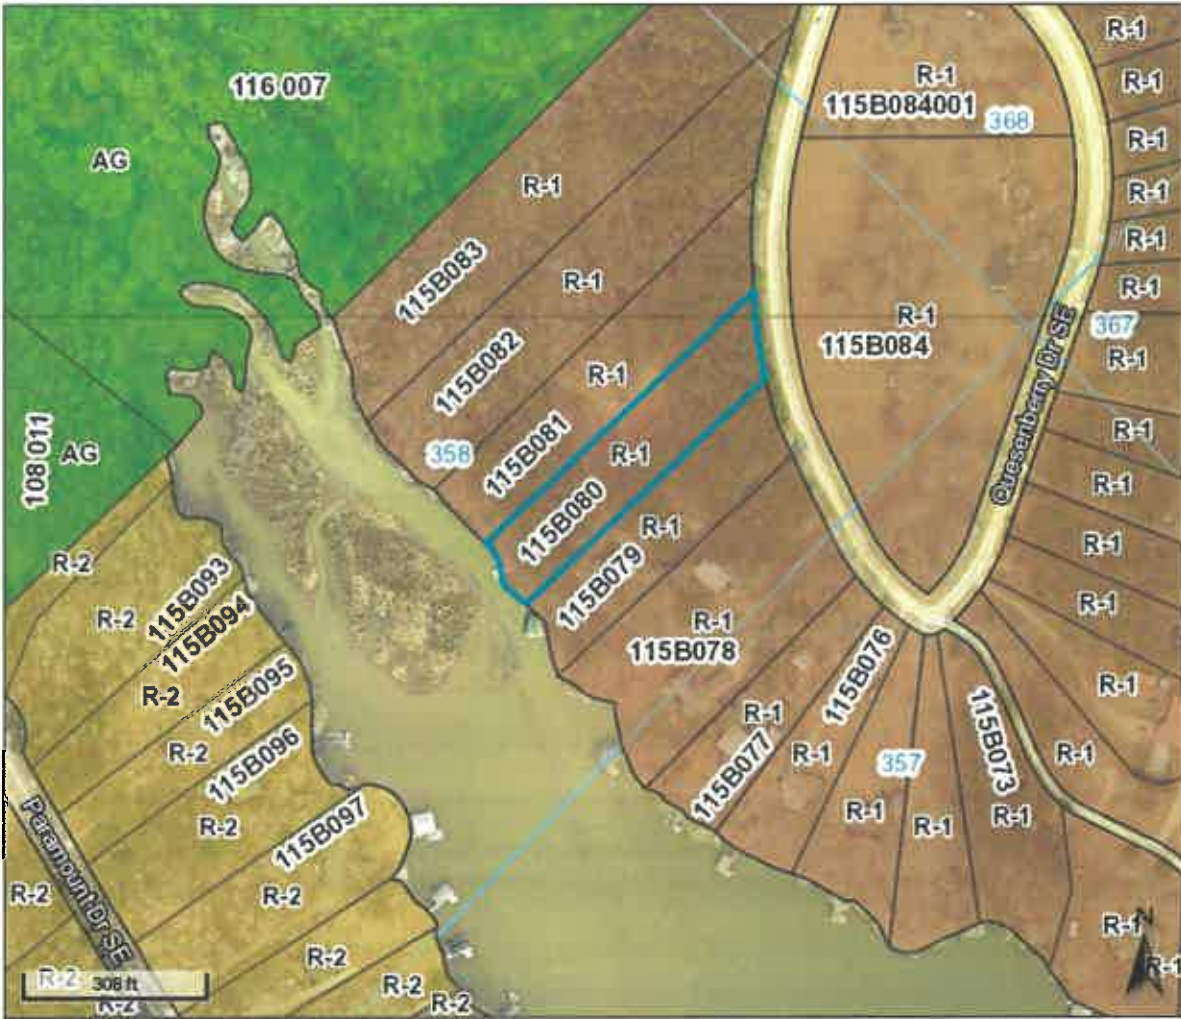 R-1
116 007
R-1
R-1
115B084001
368
AG
R-1
R-1
R-1
R-1
115B083
R-1
R-1
R-1
367
115B084
115B082
R-1
R-1
Quesenberry Dr SE
115B081
358
R-1
R-1
108 011
AG
R-1
115B080
R-1
R-1
R-2
115B079
115B093
R-1
R-2
115B094
R-1
115B078
115B076
R-2
115B095
R-1
115B073
R-1
R-2
115B096
115B077
R-1
357
R-1
Paramount Dr SE
R-2
115B097
R-1
R-1
R-1
R-2
R-2
R-1
N
R-2
R-1
R-2
308 ft
R-2
R-2
R-2